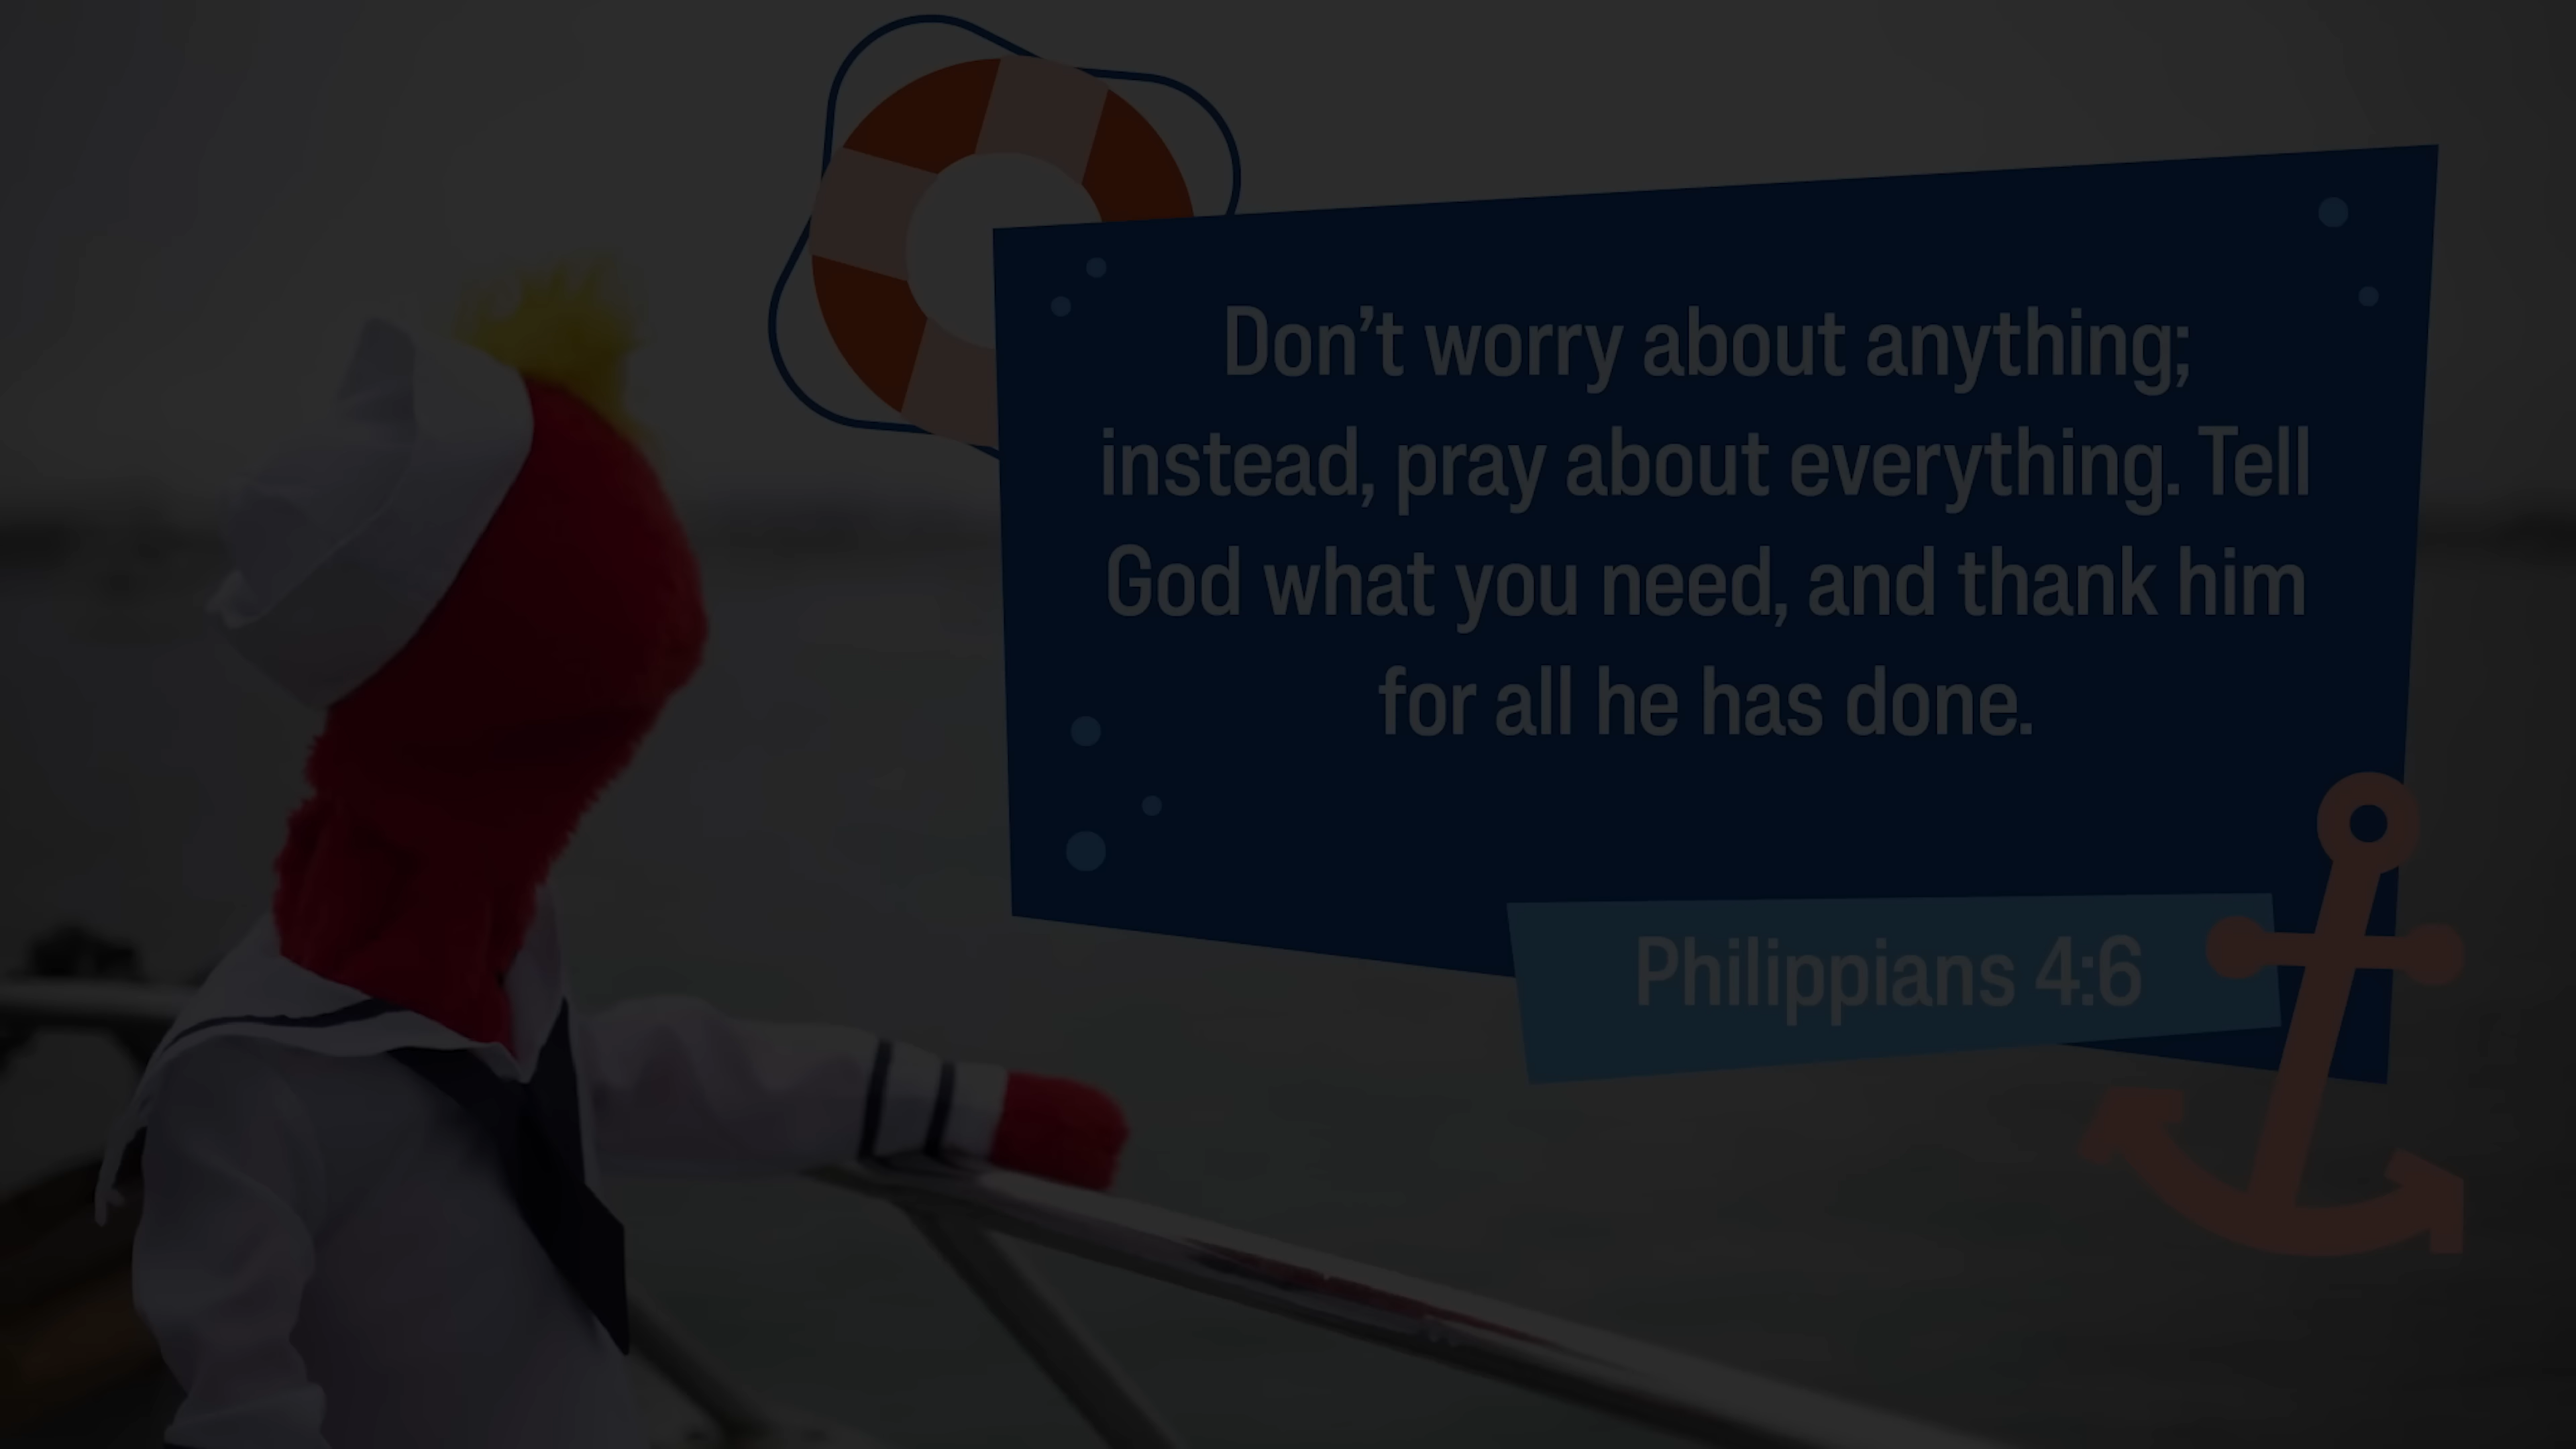 Don’t worry about anything;
instead, pray about everything. Tell
God what you need, and thank him
for all he has done.
Philippians 4:6